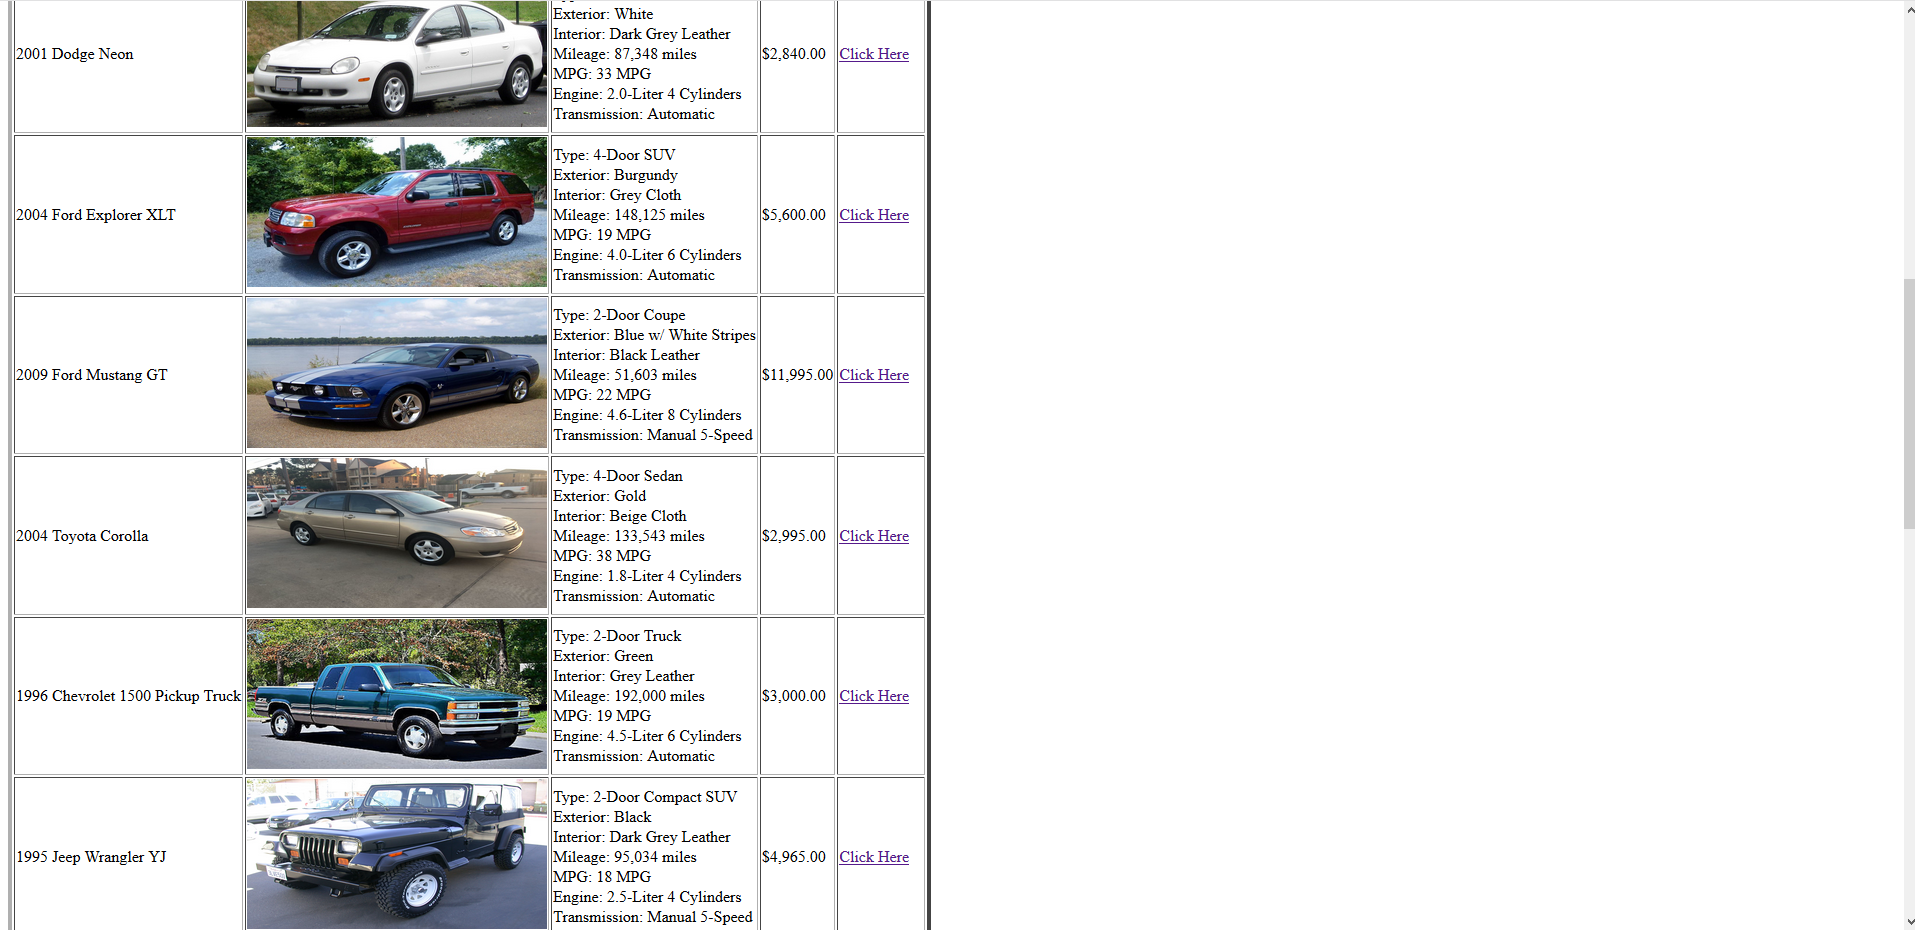 2001 Dodge Neon
Exterior: White
Interior: Dark Grey Leather
Mileage: 87,348 miles
MPG: 33 MPG
Engine: 2.0-Liter 4 Cylinders
Transmission: Automatic
$2,840.00
Click Here
2004 Ford Explorer XLT
Type: 4-Door SUV
Exterior: Burgundy
Interior: Grey Cloth
Mileage: 148,125 miles
MPG: 19 MPG
Engine: 4.0-Liter 6 Cylinders
Transmission: Automatic
$5,600.00
Click Here
2009 Ford Mustang GT
Type: 2-Door Coupe
Exterior: Blue w/ White Stripes
Interior: Black Leather
Mileage: 51,603 miles
MPG: 22 MPG
Engine: 4.6-Liter 8 Cylinders
Transmission: Manual 5-Speed
$11,995.00
Click Here
2004 Toyota Corolla
Type: 4-Door Sedan
Exterior: Gold
Interior: Beige Cloth
Mileage: 133,543 miles
MPG: 38 MPG
Engine: 1.8-Liter 4 Cylinders
Transmission: Automatic
$2,995.00
Click Here
1996 Chevrolet 1500 Pickup Truck
Type: 2-Door Truck
Exterior: Green
Interior: Grey Leather
Mileage: 192,000 miles
MPG: 19 MPG
Engine: 4.5-Liter 6 Cylinders
Transmission: Automatic
$3,000.00
Click Here
1995 Jeep Wrangler YJ
Type: 2-Door Compact SUV
Exterior: Black
Interior: Dark Grey Leather
Mileage: 95,034 miles
MPG: 18 MPG
Engine: 2.5-Liter 4 Cylinders
Transmission: Manual 5-Speed
$4,965.00
Click Here